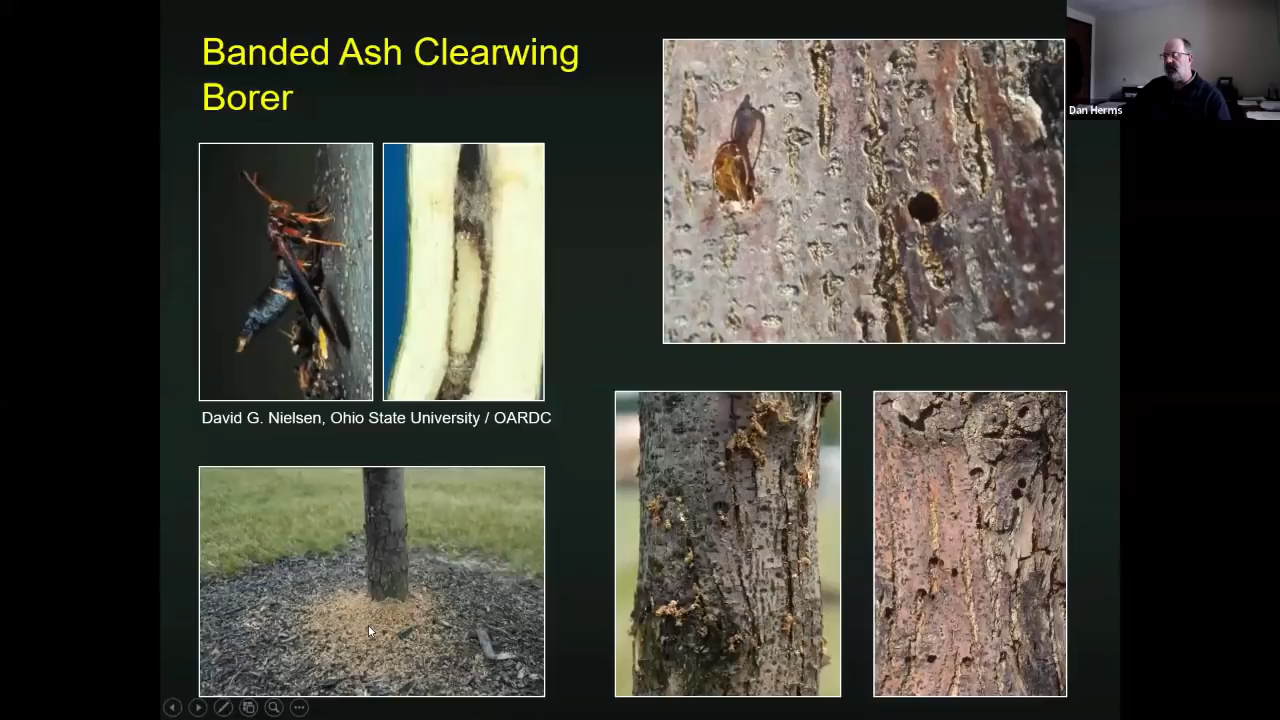 Banded Ash Clearwing
Borer
Dan Herms
David G. Nielsen, Ohio State University / OARDC